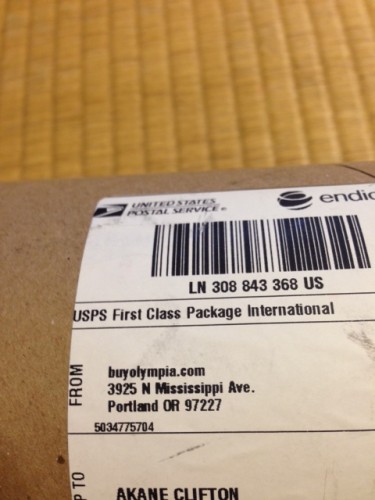 UNITED STATES
POSTAL SERVICE®
endic
LN 308 843 368 US
USPS First Class Package International
FROM
buyolympia.com
3925 N Mississippi Ave.
Portland OR 97227
5034775704
P TO
AKANE CLIFTON